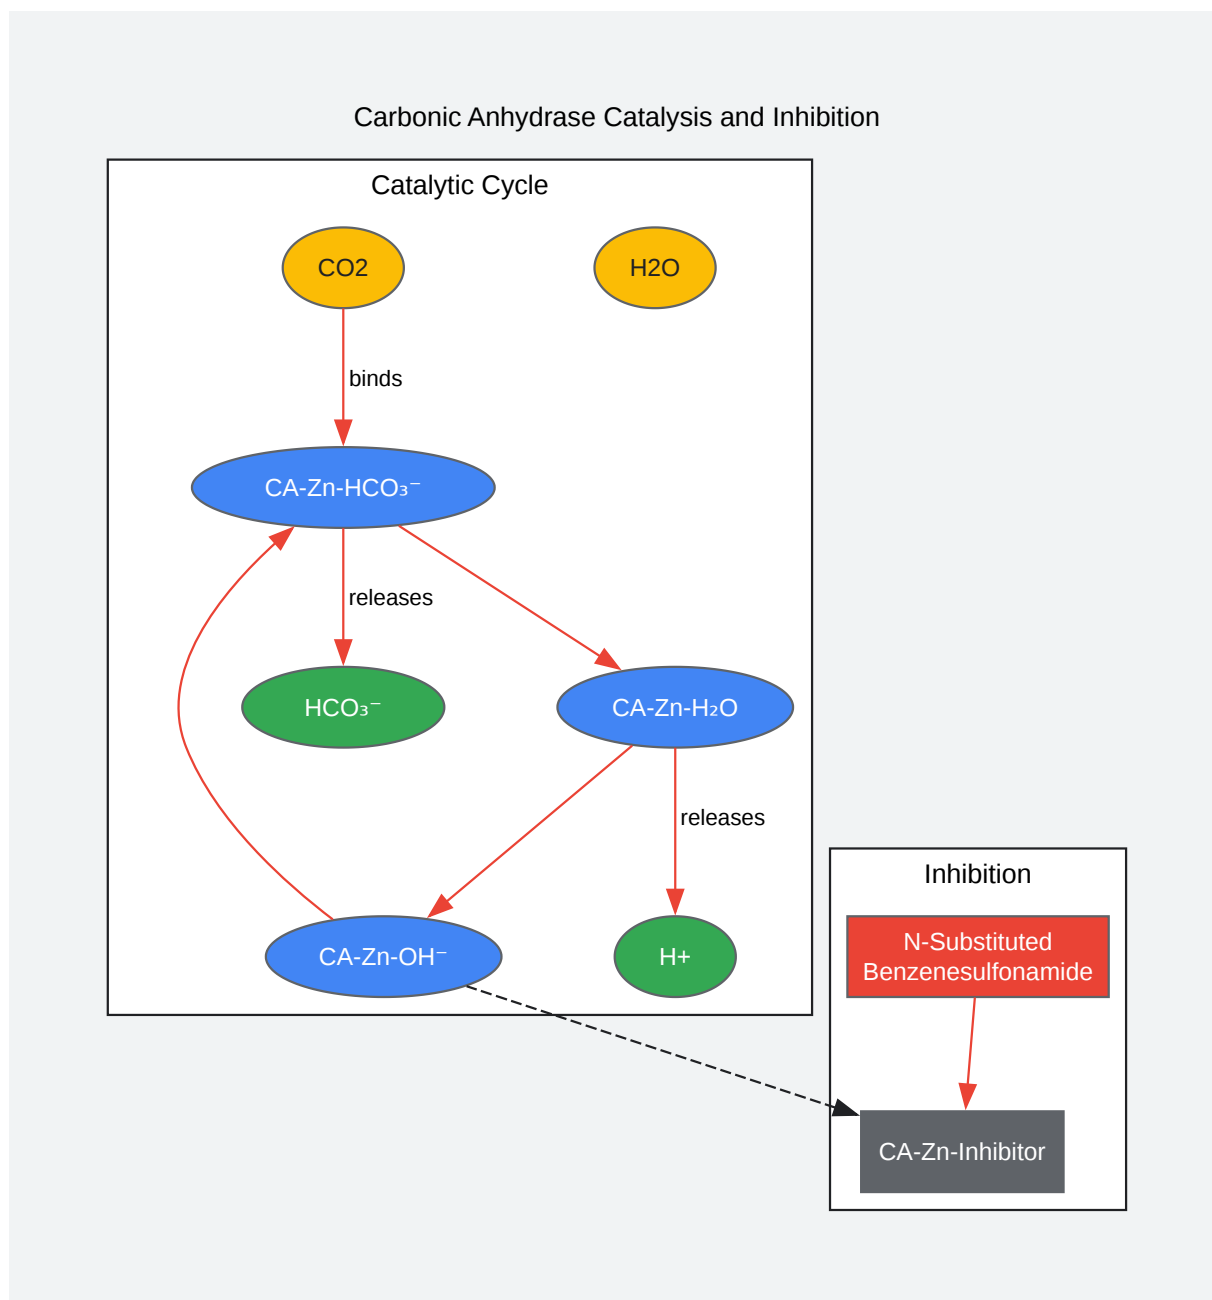 Carbonic Anhydrase Catalysis and Inhibition
Catalytic Cycle
CO2
H2O
binds
CA-Zn-HCO₃⁻
releases
HCO₃⁻
CA-Zn-H₂O
releases
Inhibition
CA-Zn-OH⁻
H+
N-Substituted
Benzenesulfonamide
CA-Zn-Inhibitor